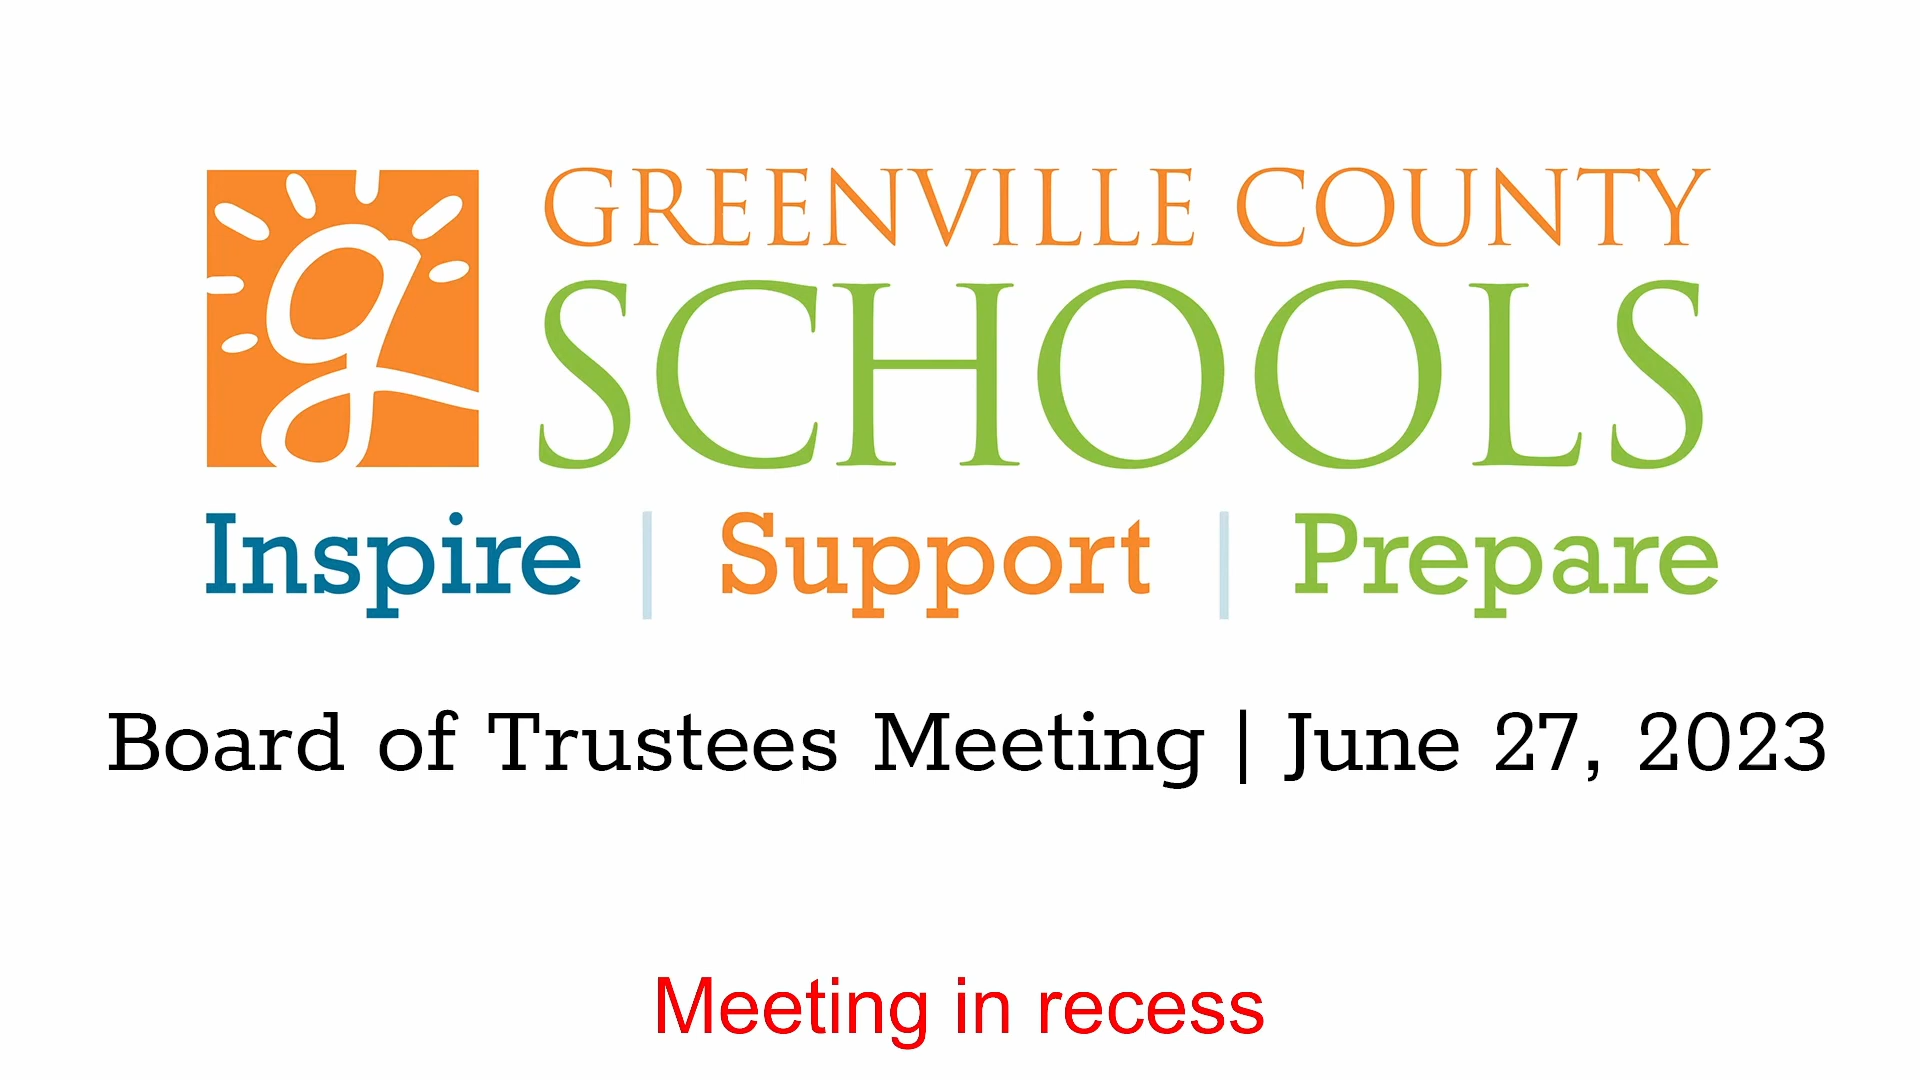 g
GREENVILLE COUNTY
SCHOOLS
Inspire | Support | Prepare
Board of Trustees Meeting | June 27, 2023
Meeting in recess